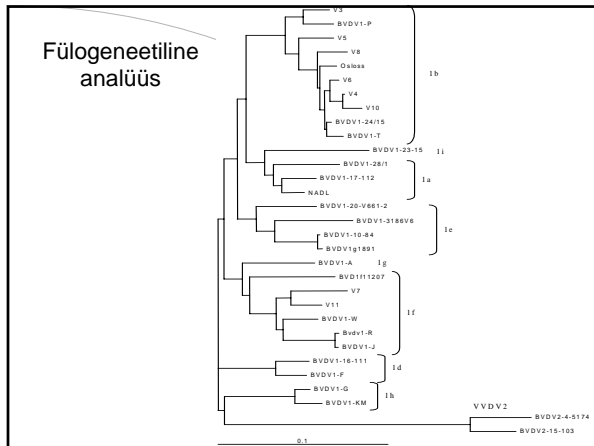 Fülogeneetiline
analüüs
V3
BVDV1-P
V5
V8
Osloss
V6
V4
V10
BVDV1-24/15
BVDV1-T
1b
BVDV1-23-15
1i
BVDV1-28/1
BVDV1-17-112
NADL
1a
BVDV1-20-V661-2
BVDV1-3186V6
BVDV1-10-84
BVDV1g1891
1e
BVDV1-A
1g
BVD1f11207
V7
V11
BVDV1-W
Bvdv1-R
BVDV1-J
1f
BVDV1-16-111
BVDV1-F
1d
BVDV1-G
BVDV1-KM
1h
VVDV2
BVDV2-4-5174
BVDV2-15-103
0.1